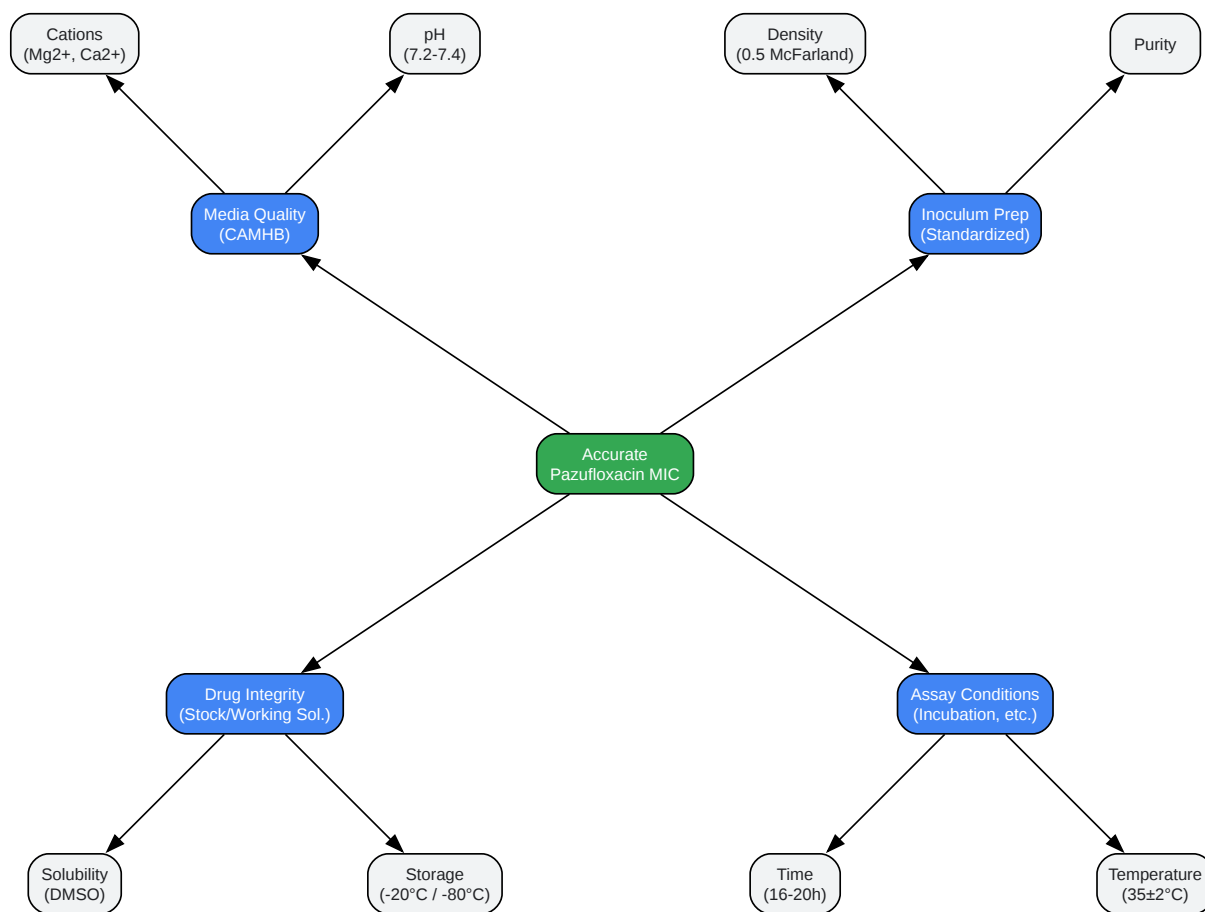 Cations
(Mg2+, Ca2+)
pH
(7.2-7.4)
Density
(0.5 McFarland)
Purity
Media Quality
(CAMHB)
Inoculum Prep
(Standardized)
Accurate
Pazufloxacin MIC
Drug Integrity
(Stock/Working Sol.)
Assay Conditions
(Incubation, etc.)
Solubility
(DMSO)
Storage
(-20°C / -80°C)
Time
(16-20h)
Temperature
(35±2°C)